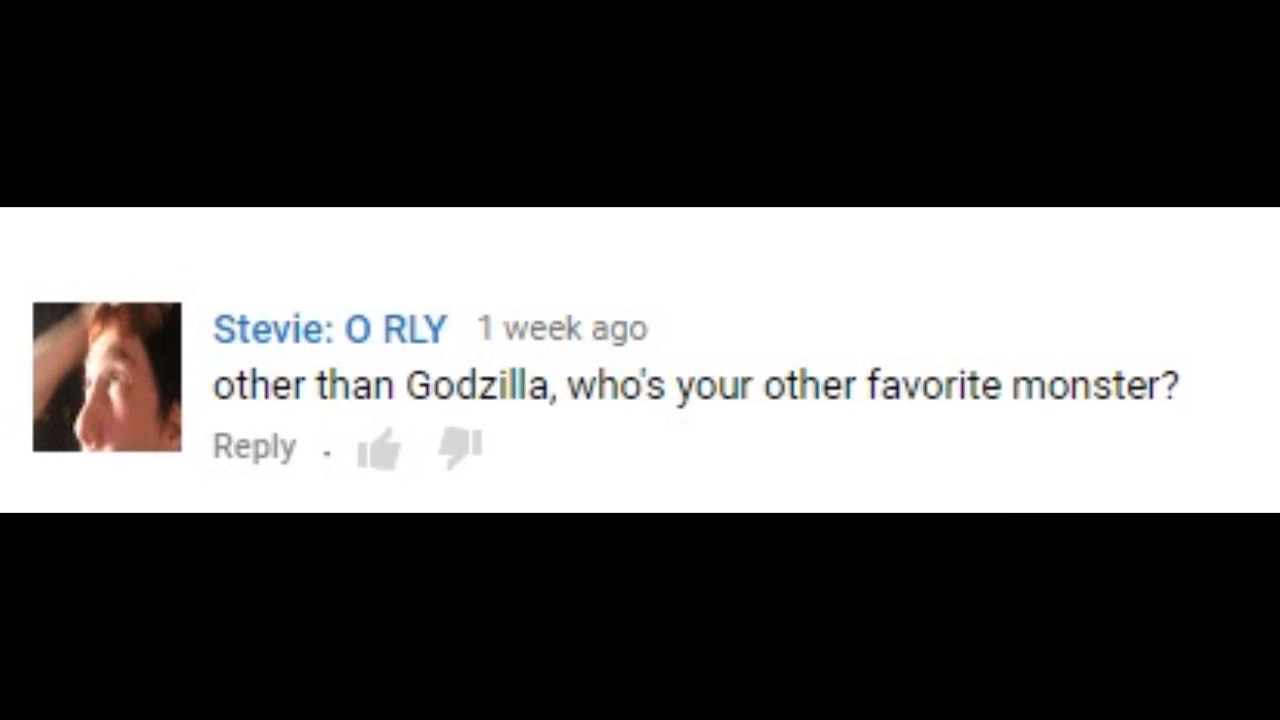 Stevie: O RLY 1 week ago
other than Godzilla, who's your other favorite monster?
Reply .